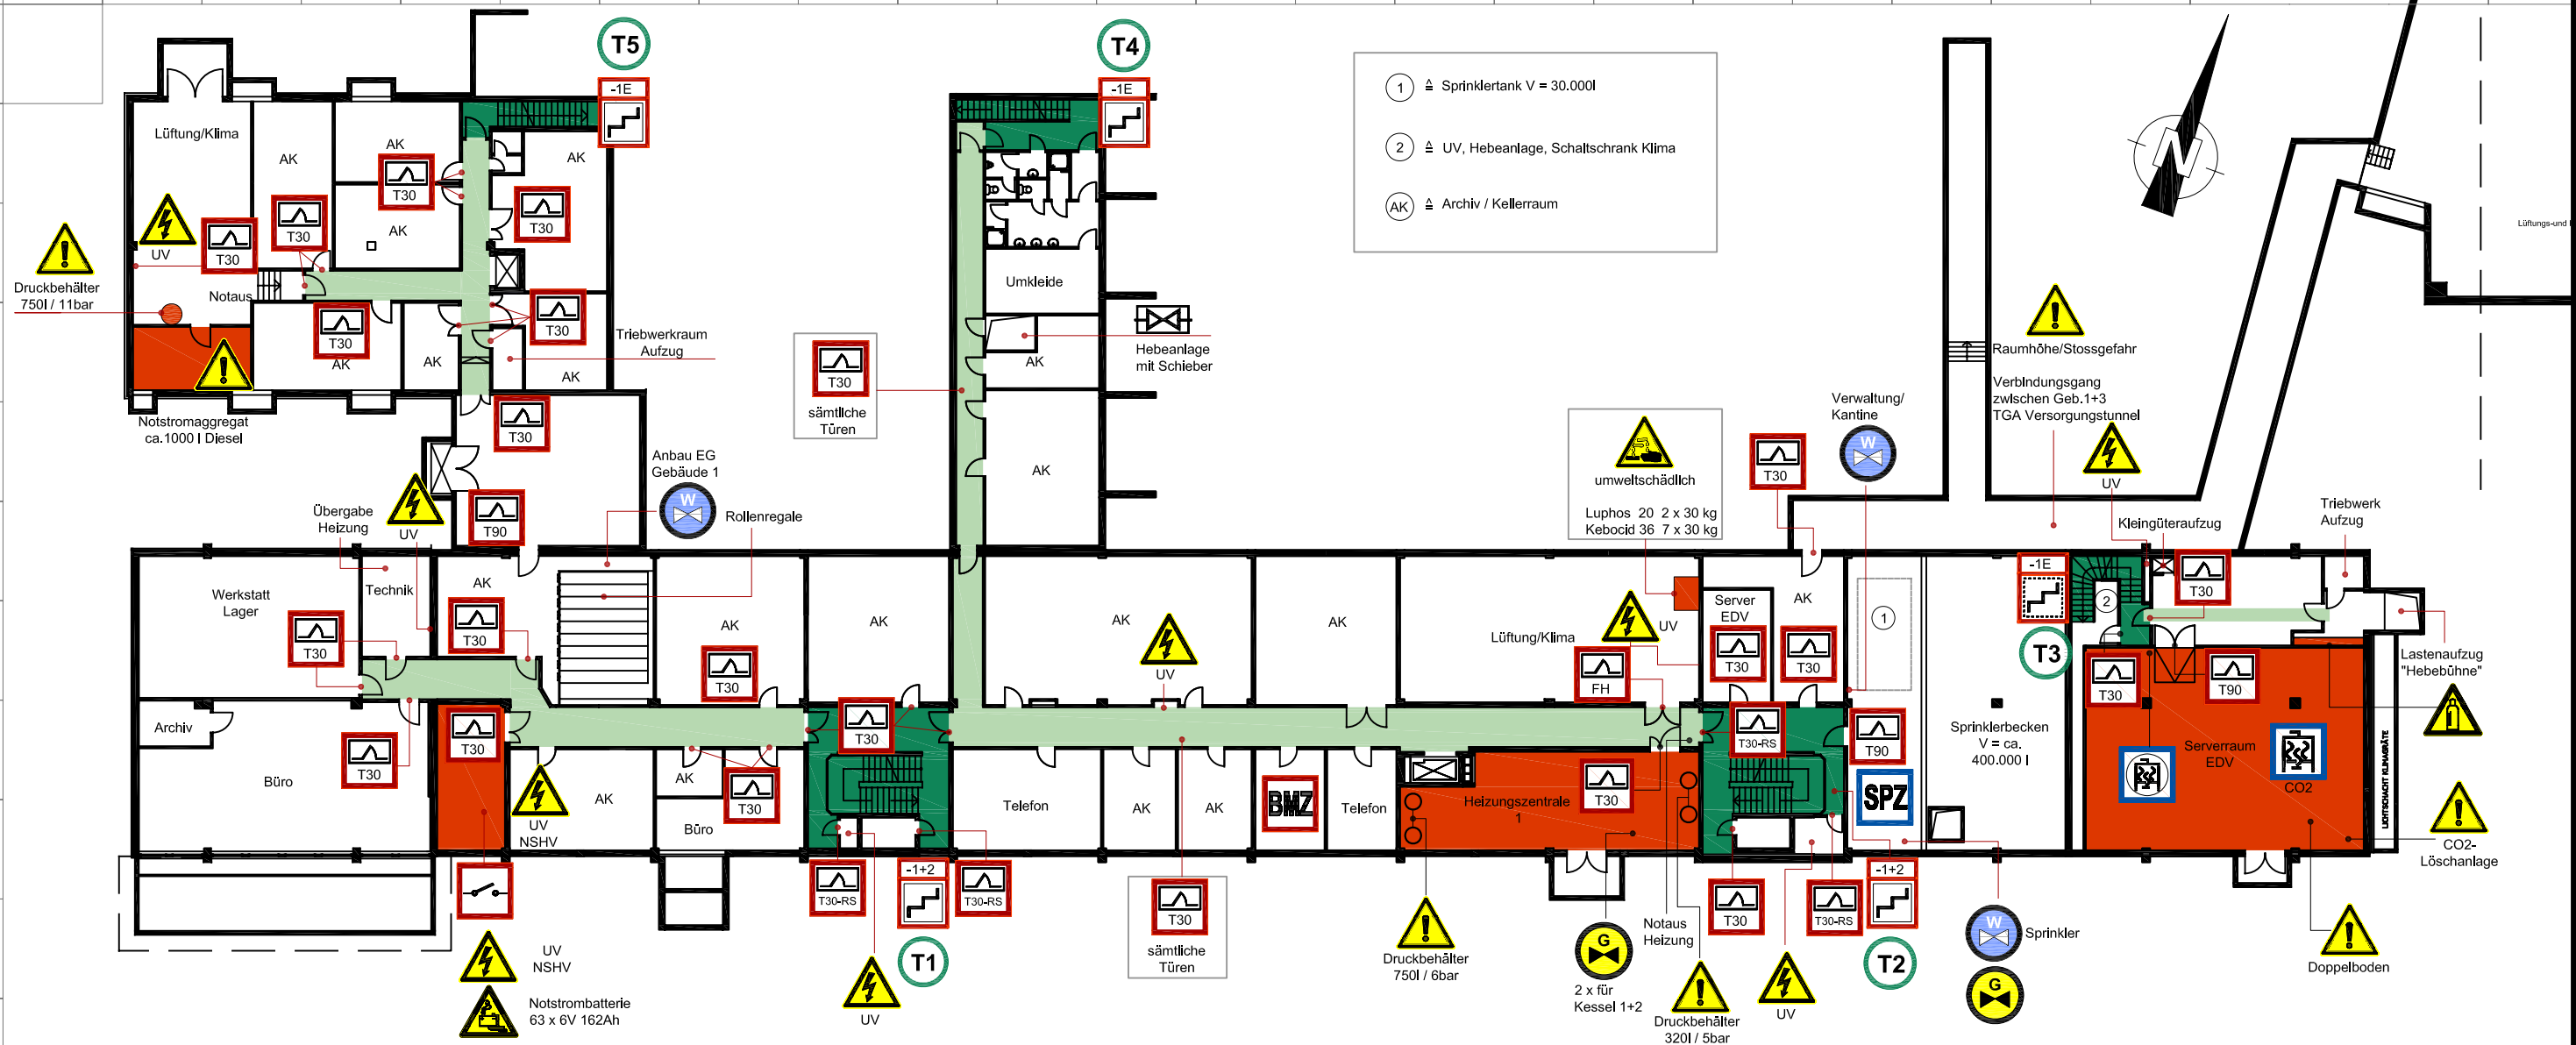 T5
T4
-1E
-1E
1 ≙ Sprinklertank V = 30.000l
2 ≙ UV, Hebeanlage, Schaltschrank Klima
AK ≙ Archiv / Kellerraum
N
Lüftungs-und
Lüftung/Klima
AK
AK
AK
AK
T30
T30
T30
T30
UV
Notaus
Druckbehälter
750l / 11bar
T30
T30
AK
AK
AK
Triebwerkraum
Aufzug
Notstromaggregat
ca.1000 l Diesel
T30
T90
Umkleide
AK
AK
Hebeanlage
mit Schieber
T30
sämtliche
Türen
Raumhöhe/Stossgefahr
Verbindungsgang
zwischen Geb.1+3
TGA Versorgungstunnel
UV
Verwaltung/
Kantine
W
T30
umweltschädlich
Luphos 20 2 x 30 kg
Kebocid 36 7 x 30 kg
Anbau EG
Gebäude 1
W
Rollenregale
Übergabe
Heizung
UV
Kleingüteraufzug
Triebwerk
Aufzug
Werkstatt
Lager
Technik
AK
T30
T30
AK
T30
AK
AK
UV
AK
Lüftung/Klima
UV
FH
Server
EDV
T30
AK
T30
1
-1E
T3
2
T30
T30
T90
Lastenaufzug
"Hebebühne"
Archiv
Büro
T30
T30
UV
NSHV
AK
AK
Büro
T30
T30
Telefon
AK
AK
BMZ
Telefon
Heizungszentrale
1
T30
T30-RS
T90
SPZ
Sprinklerbecken
V = ca.
400.000 l
Serverraum
EDV
CO2
LICHTSCHACHT KLIMAGRÄTE
CO2-
Löschanlage
T30-RS
-1+2
T30-RS
T1
UV
T30
sämtliche
Türen
Druckbehälter
750l / 6bar
G
2 x für
Kessel 1+2
Notaus
Heizung
Druckbehälter
320l / 5bar
T30
T30-RS
UV
-1+2
T2
W
Sprinkler
G
Doppelboden
UV
NSHV
Notstrombatterie
63 x 6V 162Ah